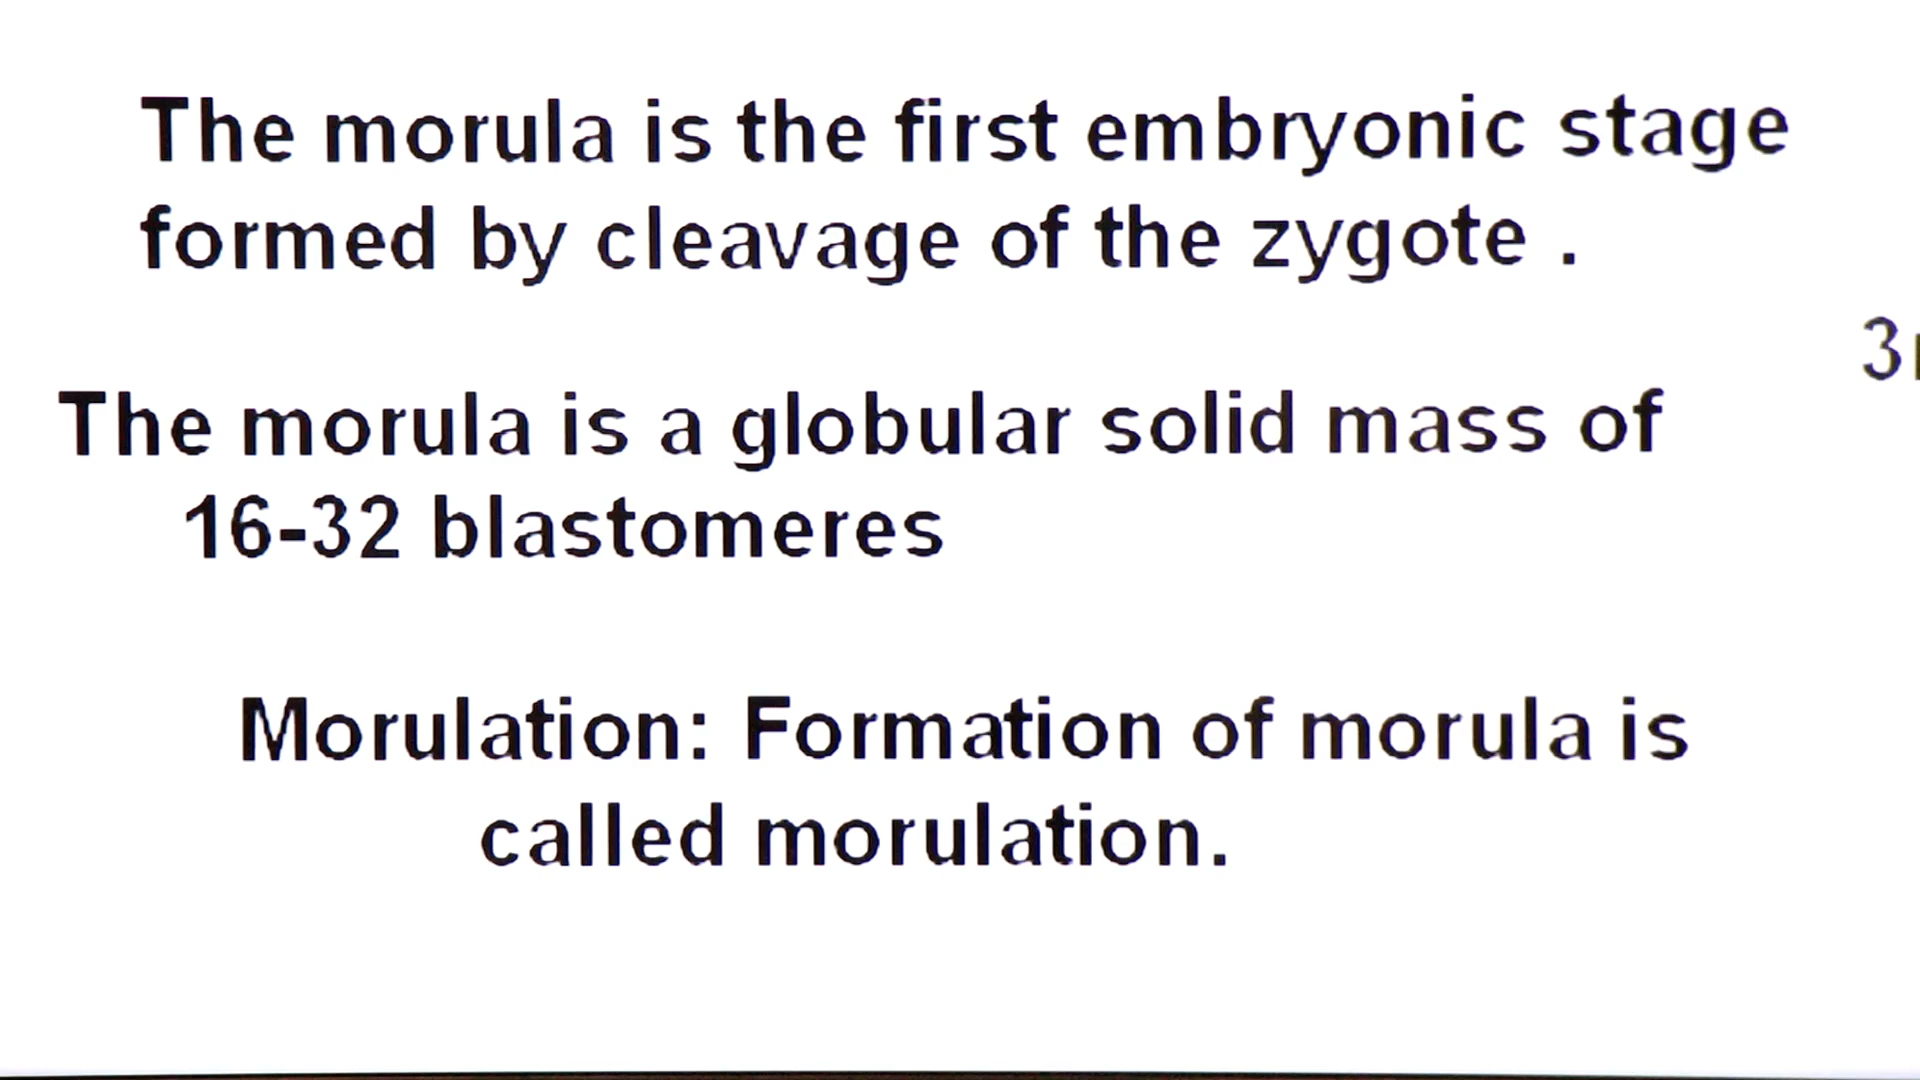 The morula is the first embryonic stage
formed by cleavage of the zygote .
The morula is a globular solid mass of
16-32 blastomeres
Morulation: Formation of morula is
called morulation.